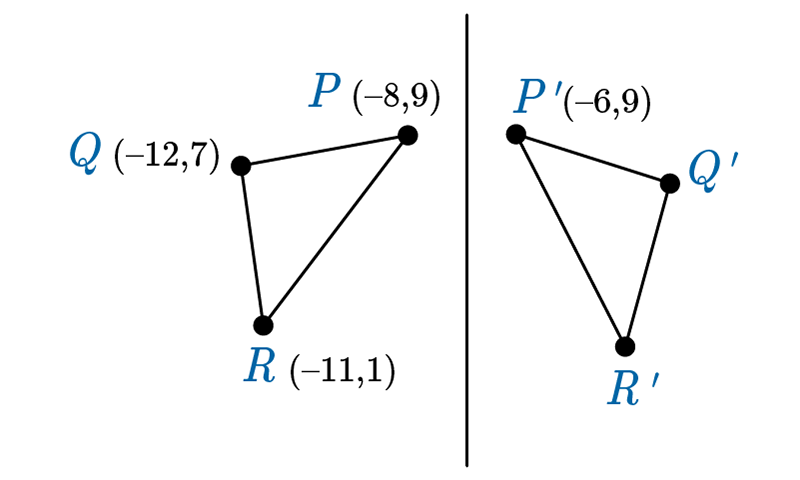 P (–8,9)
P ′(–6,9)
Q (–12,7)
Q ′
R (–11,1)
R ′